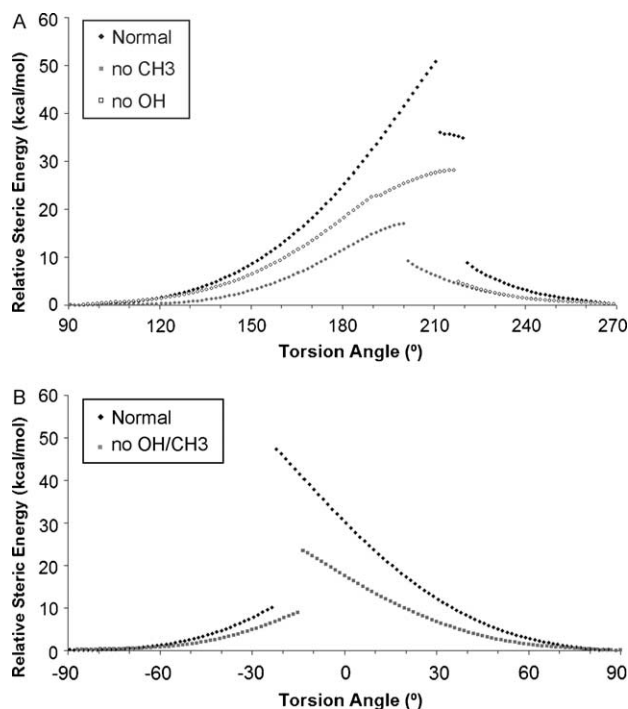 A
Relative Steric Energy (kcal/mol)
60
50
40
30
20
10
0
Normal
no CH3
no OH
90 120 150 180 210 240 270
Torsion Angle (º)
B
Relative Steric Energy (kcal/mol)
60
50
40
30
20
10
0
Normal
no OH/CH3
-90 -60 -30 0 30 60 90
Torsion Angle (º)